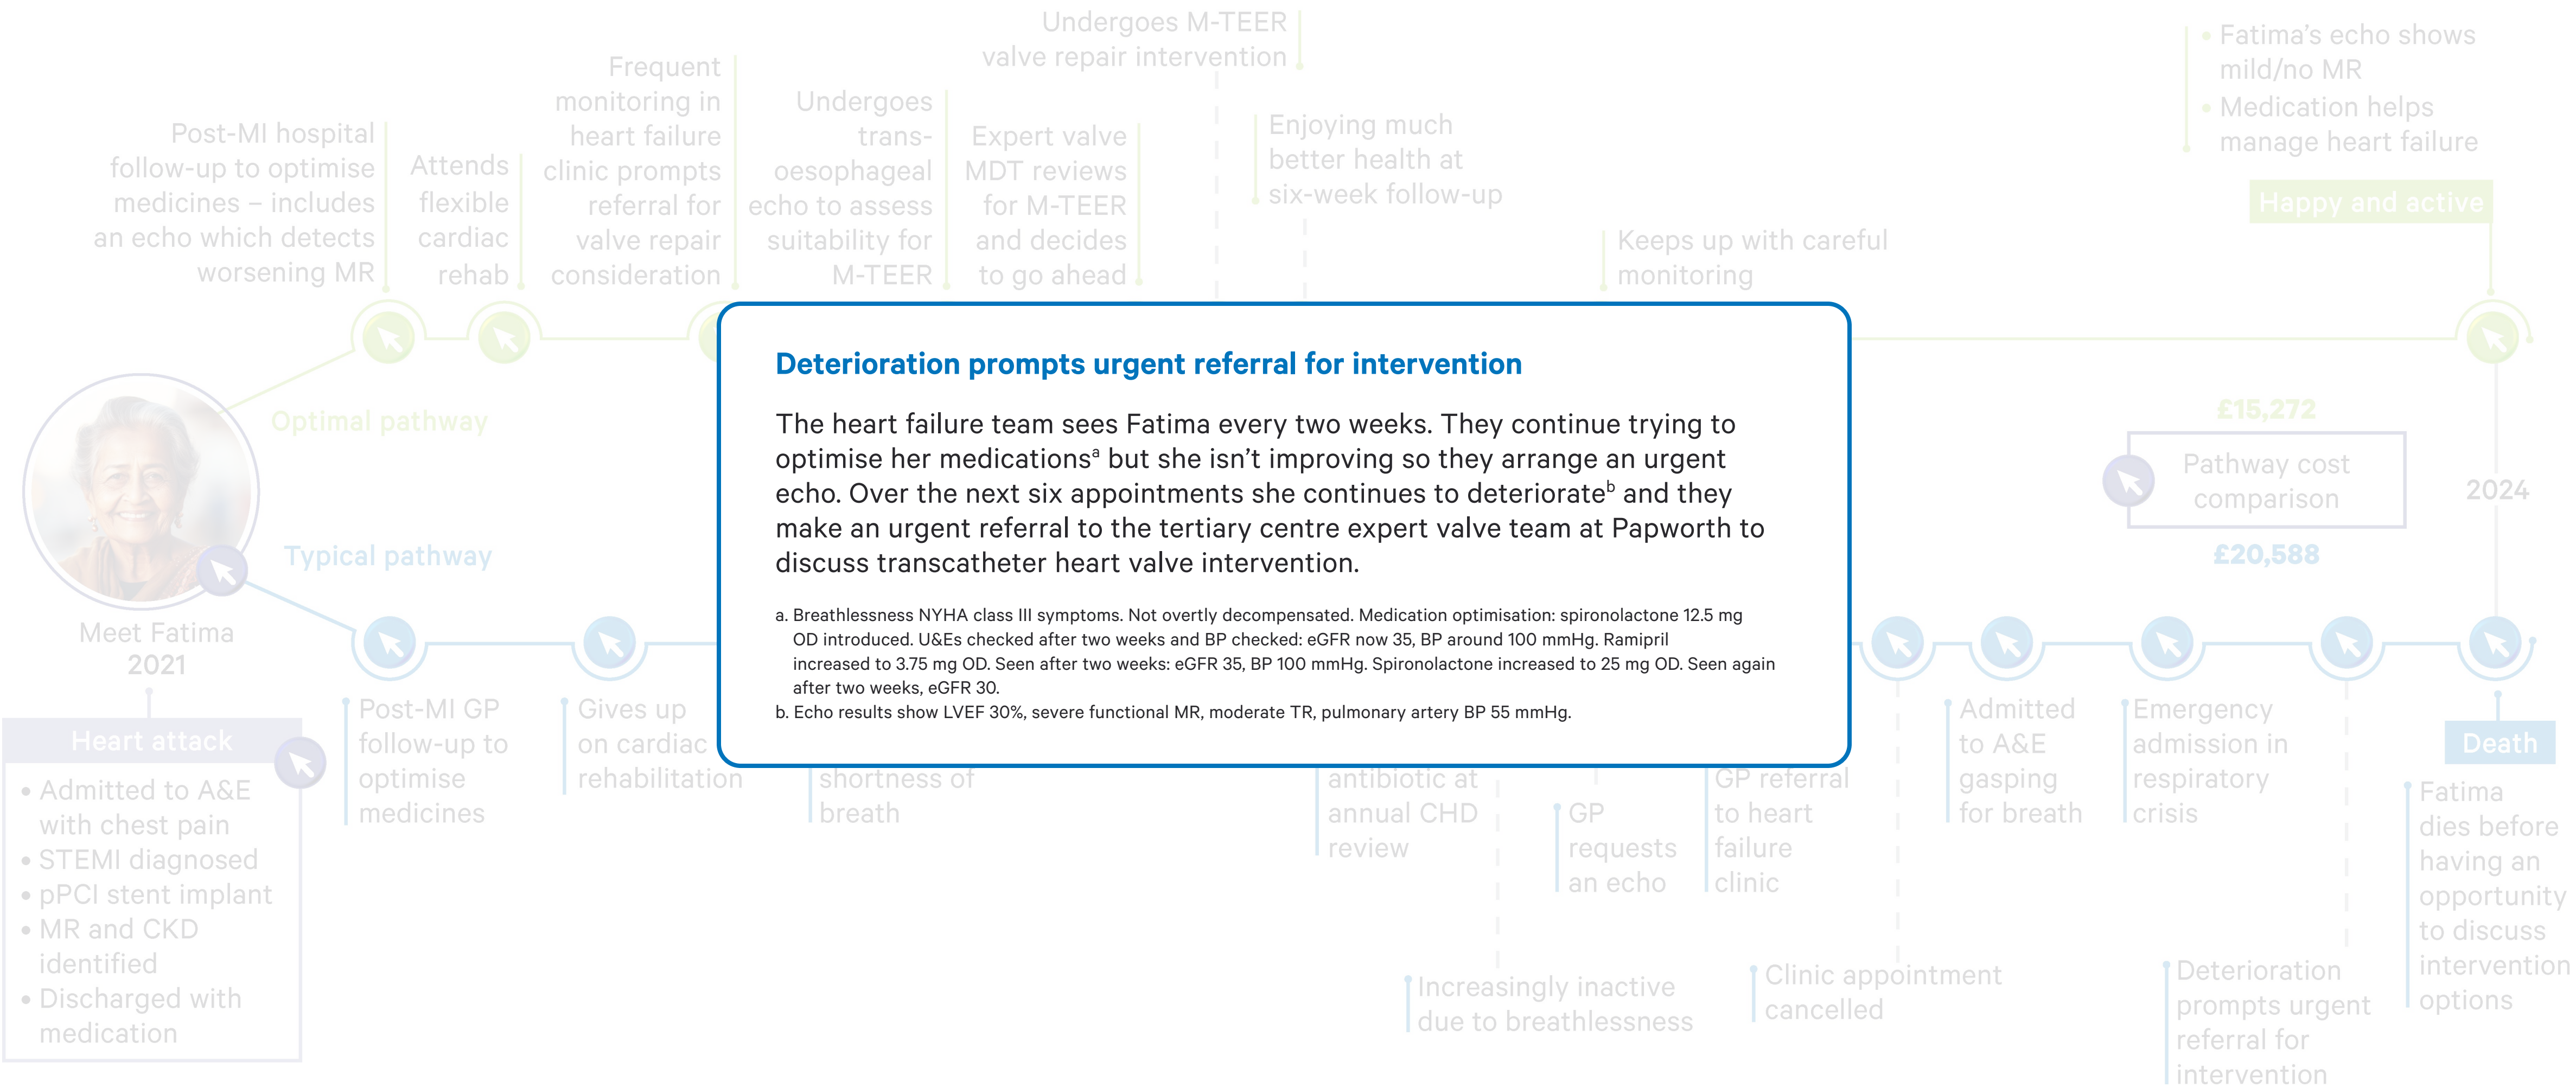 Undergoes M-TEER
valve repair intervention
Frequent
monitoring in
heart failure
clinic prompts
referral for
valve repair
consideration
Undergoes
trans-
oesophageal
echo to assess
suitability for
M-TEER
Expert valve
MDT reviews
for M-TEER
and decides
to go ahead
Post-MI hospital
follow-up to optimise
medicines – includes
an echo which detects
worsening MR
Attends
flexible
cardiac
rehab
Enjoying much
better health at
six-week follow-up
Keeps up with careful
monitoring
• Fatima’s echo shows
mild/no MR
• Medication helps
manage heart failure
Happy and active
Optimal pathway
Typical pathway
Meet Fatima
2021
Heart attack
• Admitted to A&E
with chest pain
• STEMI diagnosed
• pPCI stent implant
• MR and CKD
identified
• Discharged with
medication
Deterioration prompts urgent referral for intervention
The heart failure team sees Fatima every two weeks. They continue trying to
optimise her medicationsᵃ but she isn’t improving so they arrange an urgent
echo. Over the next six appointments she continues to deteriorateᵇ and they
make an urgent referral to the tertiary centre expert valve team at Papworth to
discuss transcatheter heart valve intervention.
a. Breathlessness NYHA class III symptoms. Not overtly decompensated. Medication optimisation: spironolactone 12.5 mg
OD introduced. U&Es checked after two weeks and BP checked: eGFR now 35, BP around 100 mmHg. Ramipril
increased to 3.75 mg OD. Seen after two weeks: eGFR 35, BP 100 mmHg. Spironolactone increased to 25 mg OD. Seen again
after two weeks, eGFR 30.
b. Echo results show LVEF 30%, severe functional MR, moderate TR, pulmonary artery BP 55 mmHg.
£15,272
Pathway cost
comparison
£20,588
2024
Post-MI GP
follow-up to
optimise
medicines
Gives up
on cardiac
rehabilitation
shortness of
breath
antibiotic at
annual CHD
review
GP
requests
an echo
GP referral
to heart
failure
clinic
Admitted
to A&E
gasping
for breath
Emergency
admission in
respiratory
crisis
Death
Fatima
dies before
having an
opportunity
to discuss
intervention
options
Increasingly inactive
due to breathlessness
Clinic appointment
cancelled
Deterioration
prompts urgent
referral for
intervention